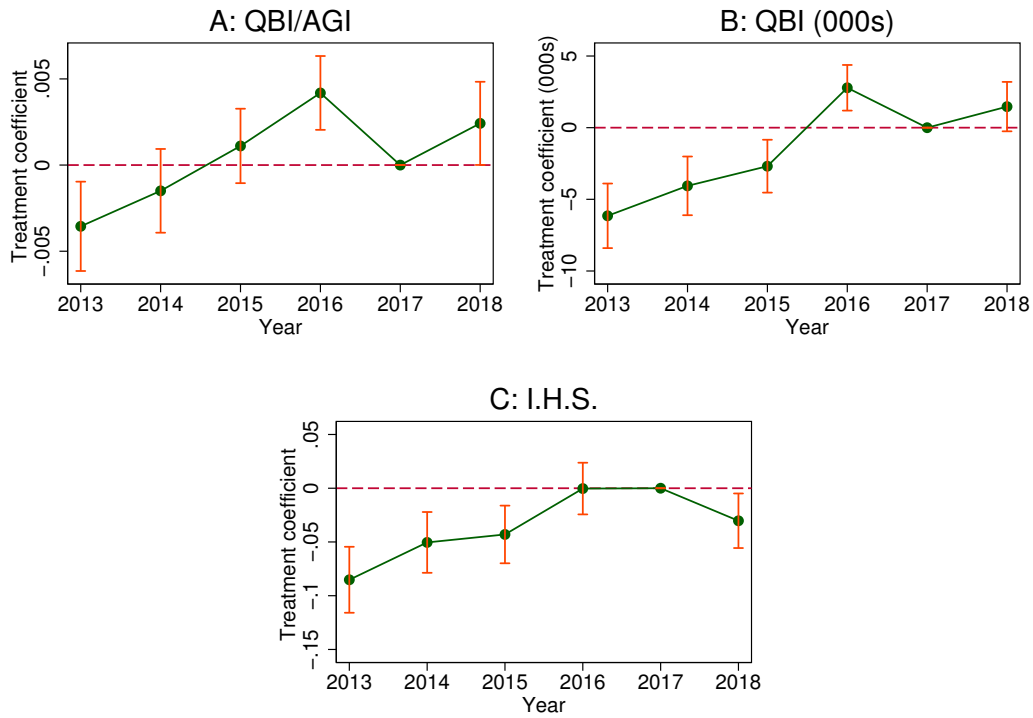 A: QBI/AGI
Treatment coefficient
.005
0
−.005
2013 2014 2015 2016 2017 2018
Year
B: QBI (000s)
Treatment coefficient (000s)
5
0
−5
−10
2013 2014 2015 2016 2017 2018
Year
C: I.H.S.
Treatment coefficient
.05
0
−.05
−.1
−.15
2013 2014 2015 2016 2017 2018
Year